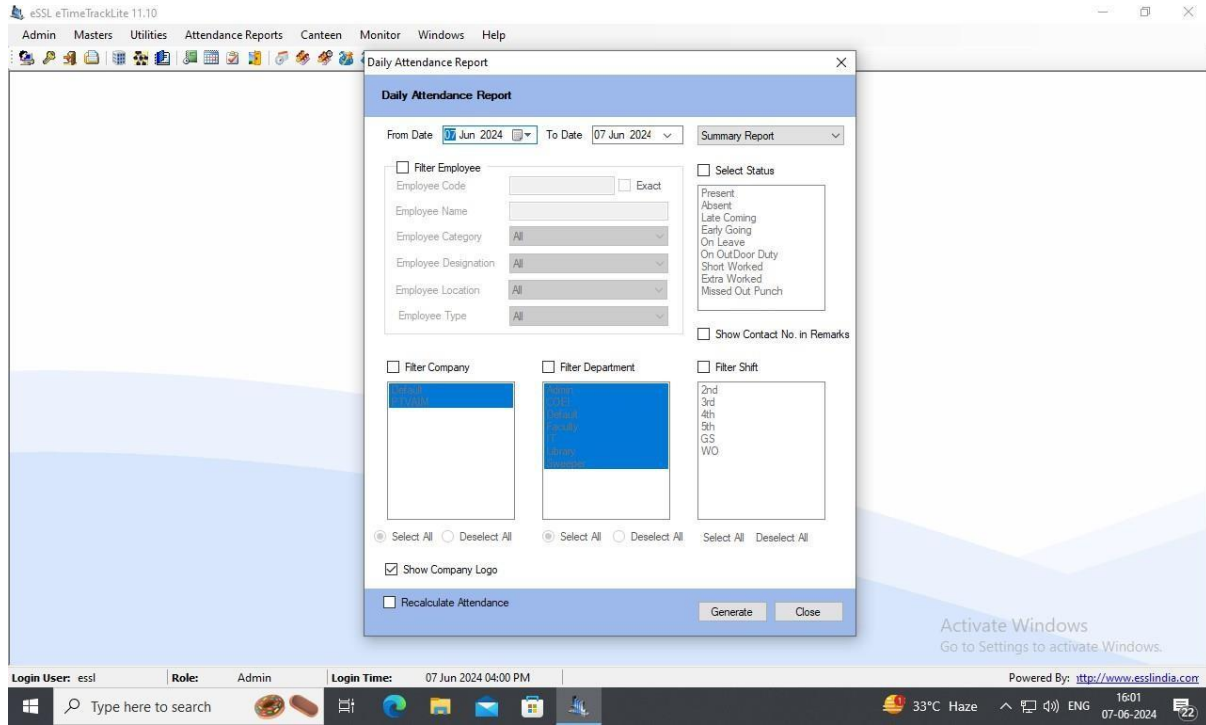 eSSL eTimeTrackLite 11.10
Admin Masters Utilities Attendance Reports Canteen Monitor Windows Help
Daily Attendance Report
Daily Attendance Report
From Date 07 Jun 2024 To Date 07 Jun 2024 Summary Report
Filter Employee
Employee Code Exact
Employee Name
Employee Category All
Employee Designation All
Employee Location All
Employee Type All
Select Status
Present
Absent
Late Coming
Early Going
On Leave
On OutDoor Duty
Short Worked
Extra Worked
Missed Out Punch
Show Contact No. in Remarks
Filter Company
Default
PTVAIM
Select All Deselect All
Filter Department
Admin
Default
Faculty
IT
Library
Sweeper
Select All Deselect All
Filter Shift
2nd
3rd
4th
5th
GS
WO
Select All Deselect All
Show Company Logo
Recalculate Attendance
Generate Close
Activate Windows
Go to Settings to activate Windows.
Login User: essl Role: Admin Login Time: 07 Jun 2024 04:00 PM Powered By: http://www.esslindia.com
Type here to search
33°C Haze ENG
16:01
07-06-2024
22